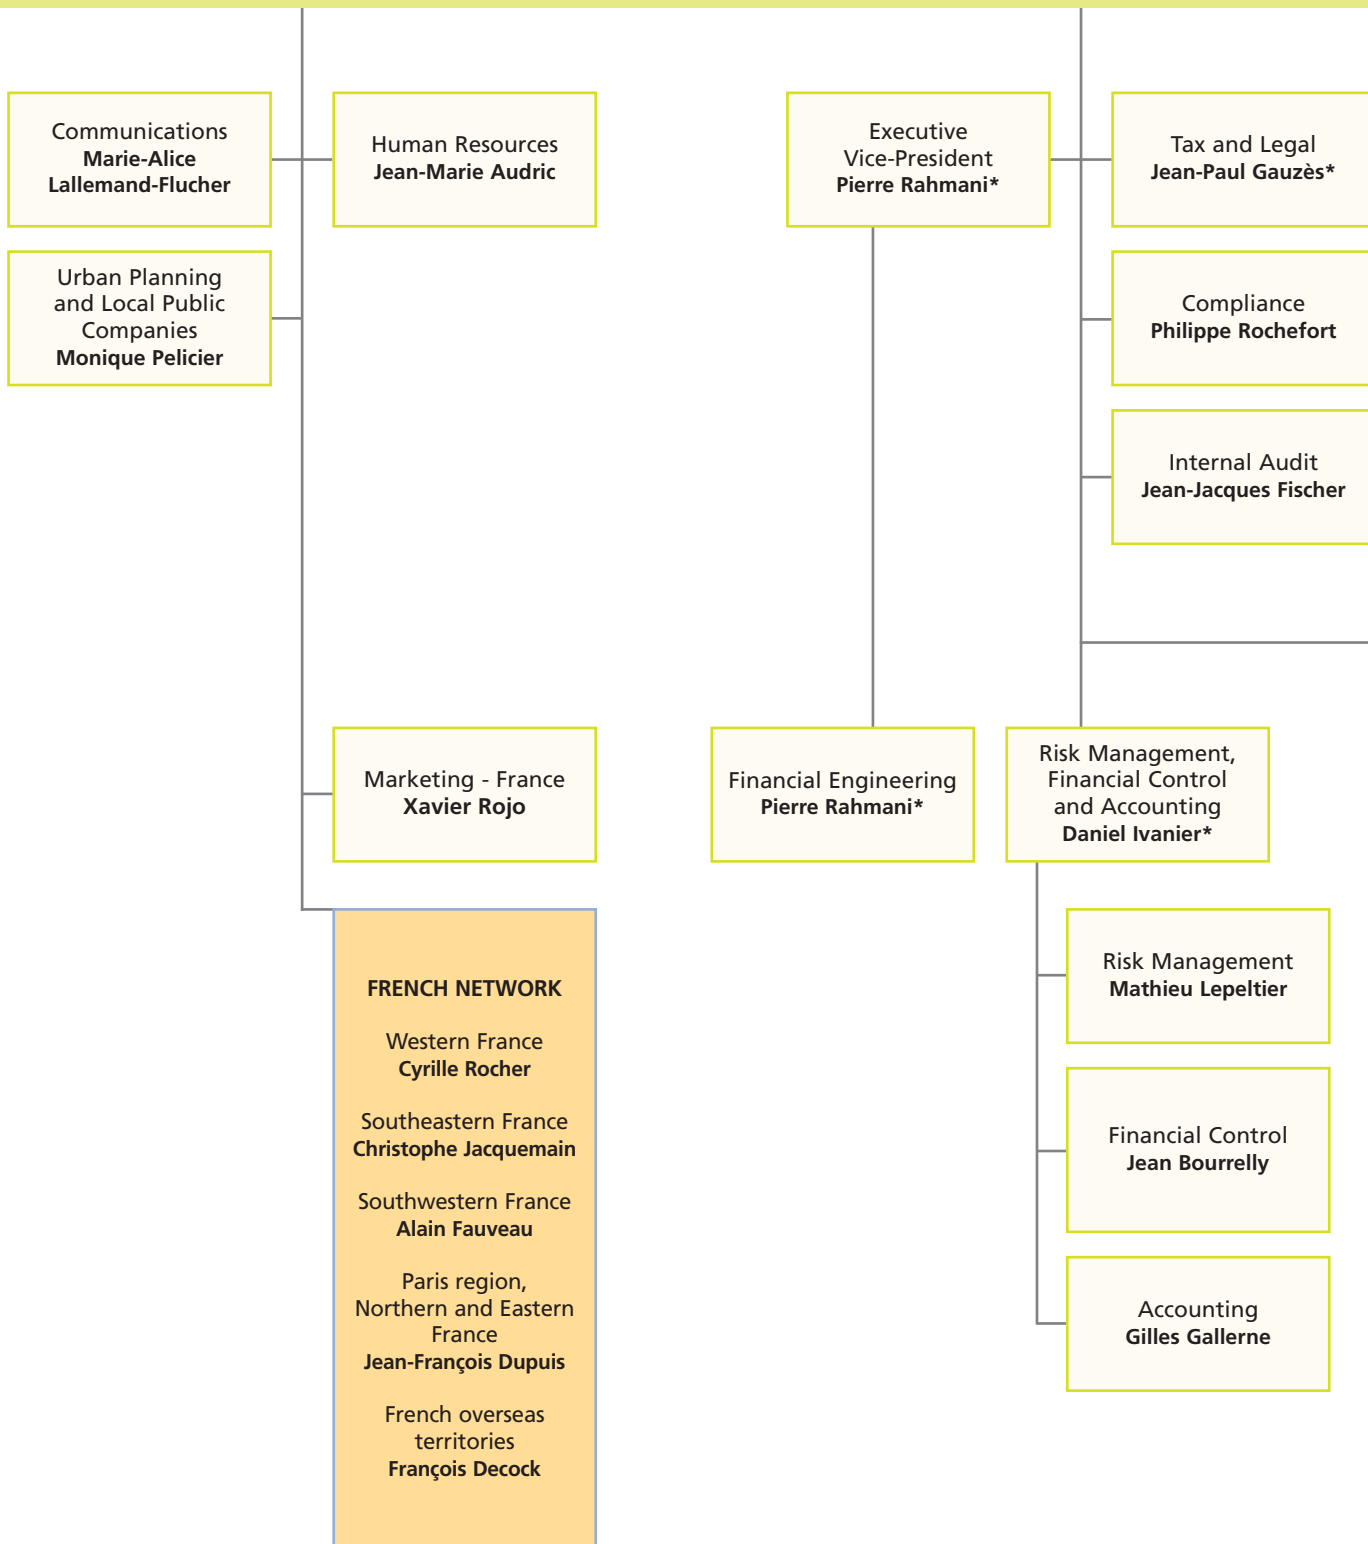 Communications
Marie-Alice
Lallemand-Flucher
Human Resources
Jean-Marie Audric
Executive
Vice-President
Pierre Rahmani*
Tax and Legal
Jean-Paul Gauzès*
Urban Planning
and Local Public
Companies
Monique Pelicier
Compliance
Philippe Rochefort
Internal Audit
Jean-Jacques Fischer
Marketing - France
Xavier Rojo
Financial Engineering
Pierre Rahmani*
Risk Management,
Financial Control
and Accounting
Daniel Ivanier*
FRENCH NETWORK
Western France
Cyrille Rocher
Southeastern France
Christophe Jacquemain
Southwestern France
Alain Fauveau
Paris region,
Northern and Eastern
France
Jean-François Dupuis
French overseas
territories
François Decock
Risk Management
Mathieu Lepeltier
Financial Control
Jean Bourrelly
Accounting
Gilles Gallerne